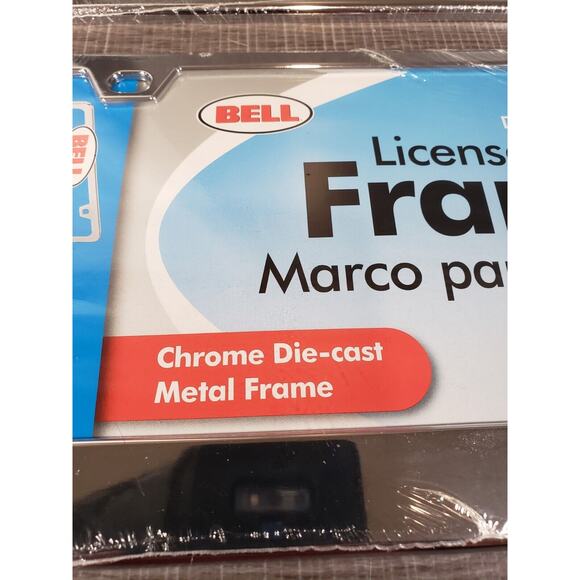 BELL
BELL
License
Fra
Marco pa
Chrome Die-cast
Metal Frame